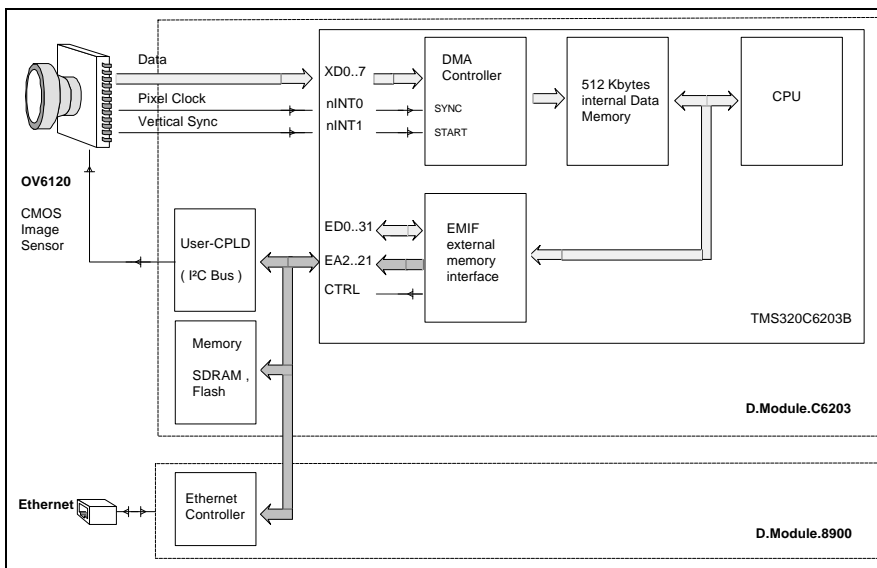 Data
Pixel Clock
Vertical Sync
XD0..7
nINT0
nINT1
DMA
Controller
SYNC
START
512 Kbytes
internal Data
Memory
CPU
OV6120
CMOS
Image
Sensor
User-CPLD
( I²C Bus )
ED0..31
EA2..21
CTRL
EMIF
external
memory
interface
TMS320C6203B
Memory
SDRAM ,
Flash
D.Module.C6203
Ethernet
Ethernet
Controller
D.Module.8900